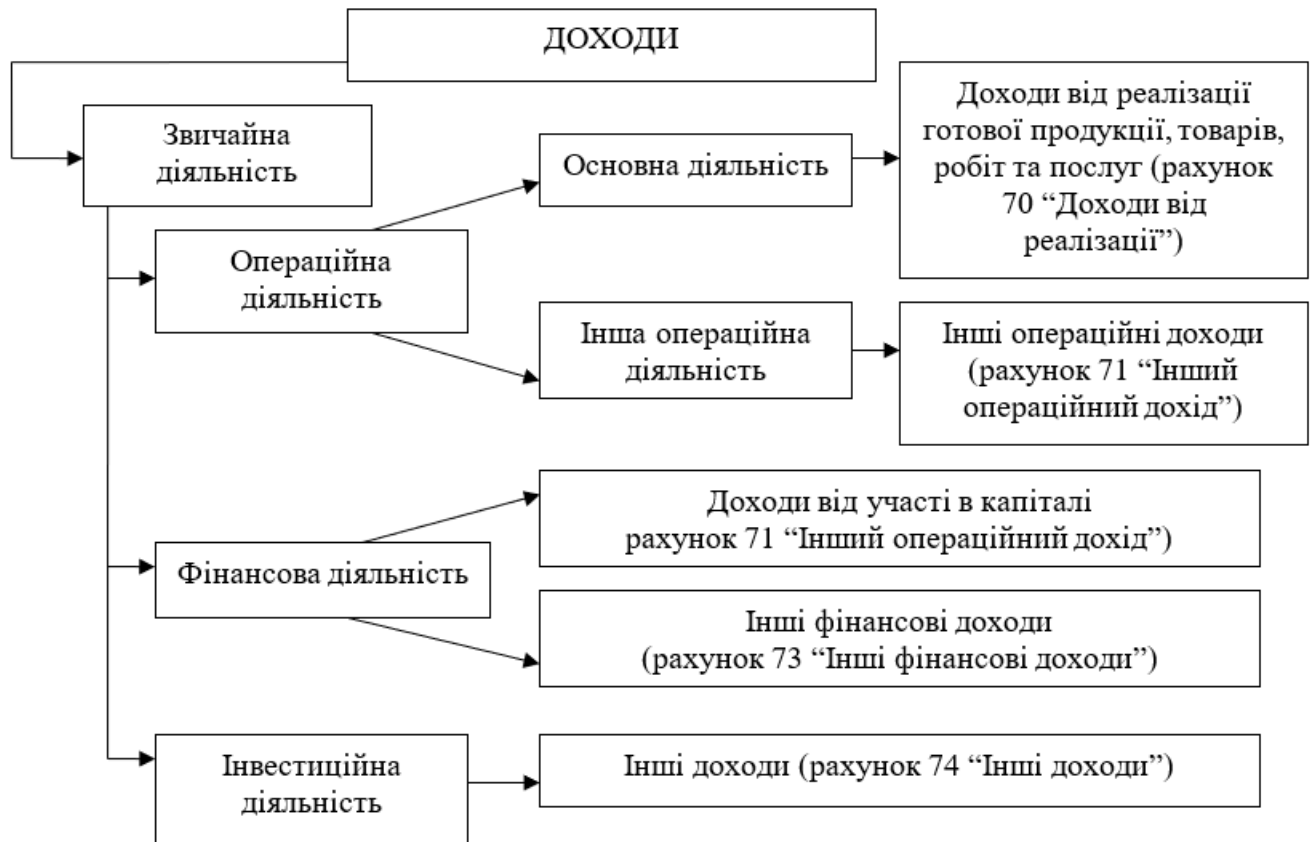 ДОХОДИ
Звичайна
діяльність
Операційна
діяльність
Основна діяльність
Доходи від реалізації
готової продукції, товарів,
робіт та послуг (рахунок
70 “Доходи від
реалізації”)
Інша операційна
діяльність
Інші операційні доходи
(рахунок 71 “Інший
операційний дохід”)
Фінансова діяльність
Доходи від участі в капіталі
рахунок 71 “Інший операційний дохід”)
Інші фінансові доходи
(рахунок 73 “Інші фінансові доходи”)
Інвестиційна
діяльність
Інші доходи (рахунок 74 “Інші доходи”)